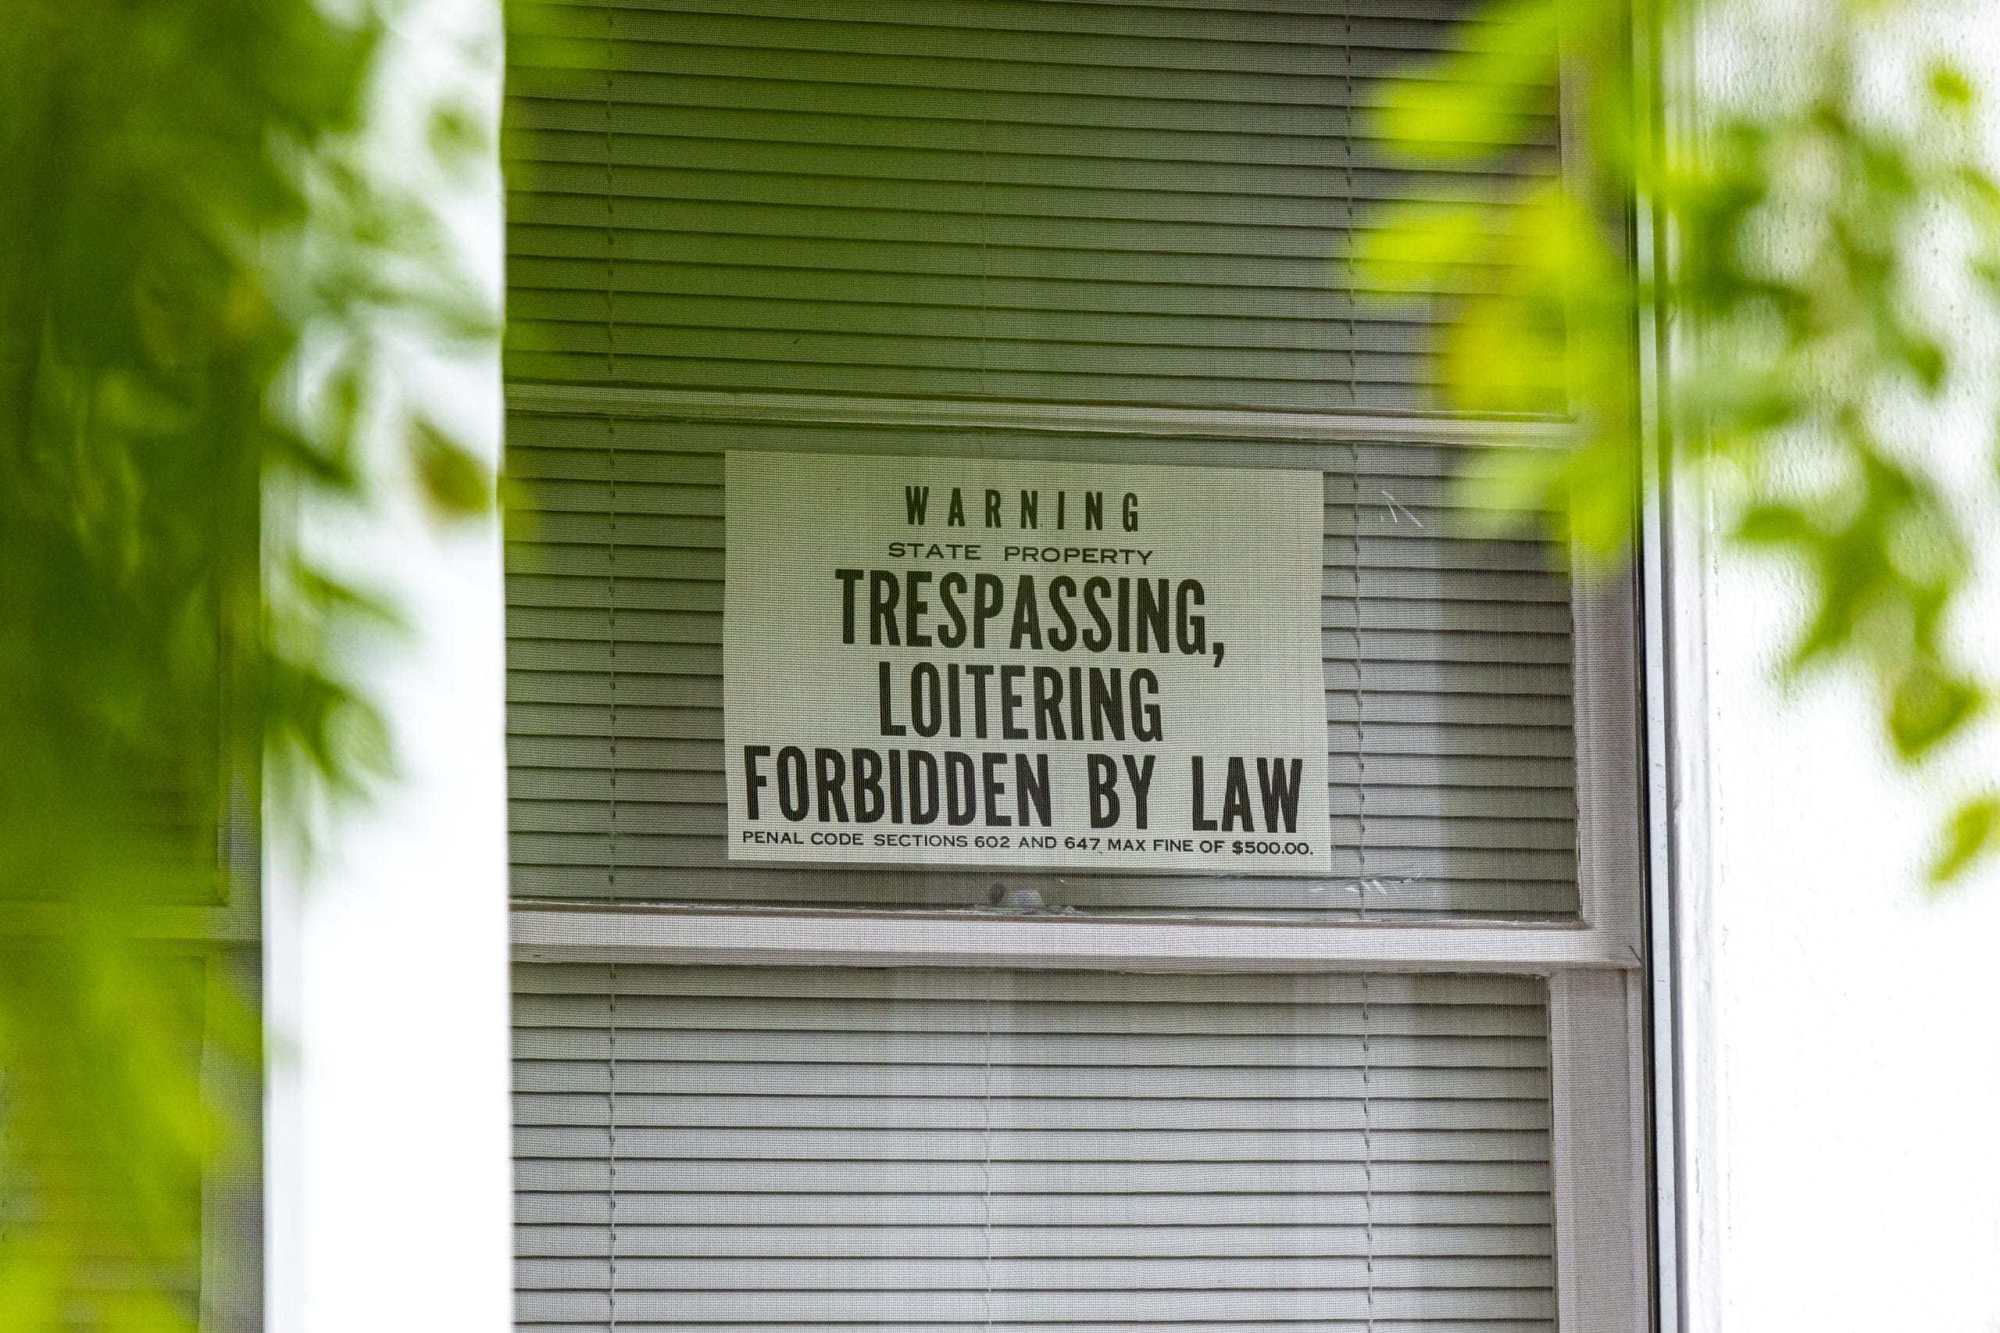 WARNING
STATE PROPERTY
TRESPASSING,
LOITERING
FORBIDDEN BY LAW
PENAL CODE SECTIONS 602 AND 647 MAX FINE OF $500.00.